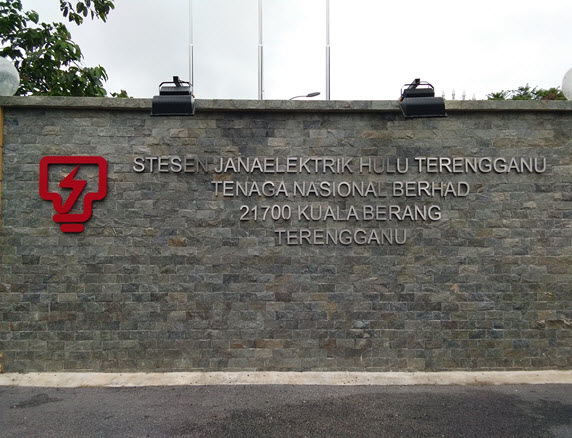 STESEN JANAELEKTRIK HULU TERENGGANU
TENAGA NASIONAL BERHAD
21700 KUALA BERANG
TERENGGANU